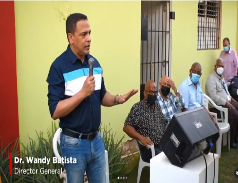 Dr. Wandy Batista
Director General